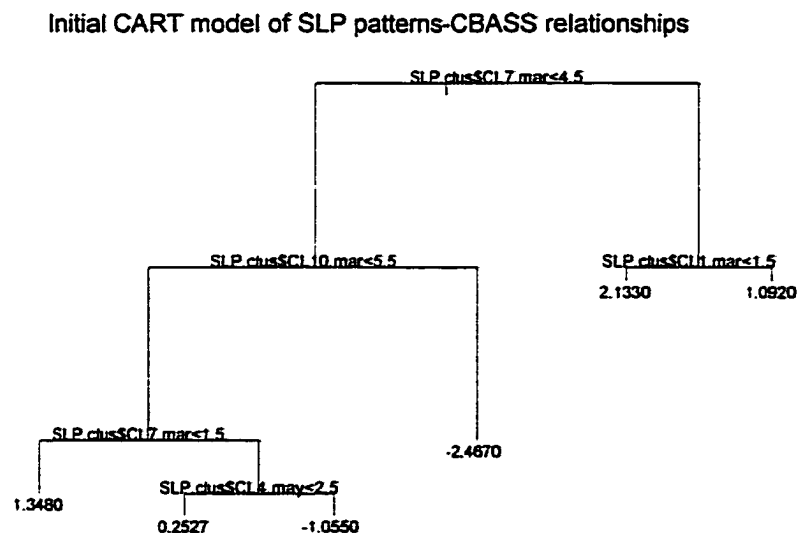 Initial CART model of SLP patterns-CBASS relationships
SLP.clus$CL7.mar<4.5
SLP.clus$CL10.mar<5.5
SLP.clus$CL1.mar<1.5
2.1330
1.0920
SLP.clus$CL7.mar<1.5
-2.4670
SLP.clus$CL4.may<2.5
1.3480
0.2527
-1.0550